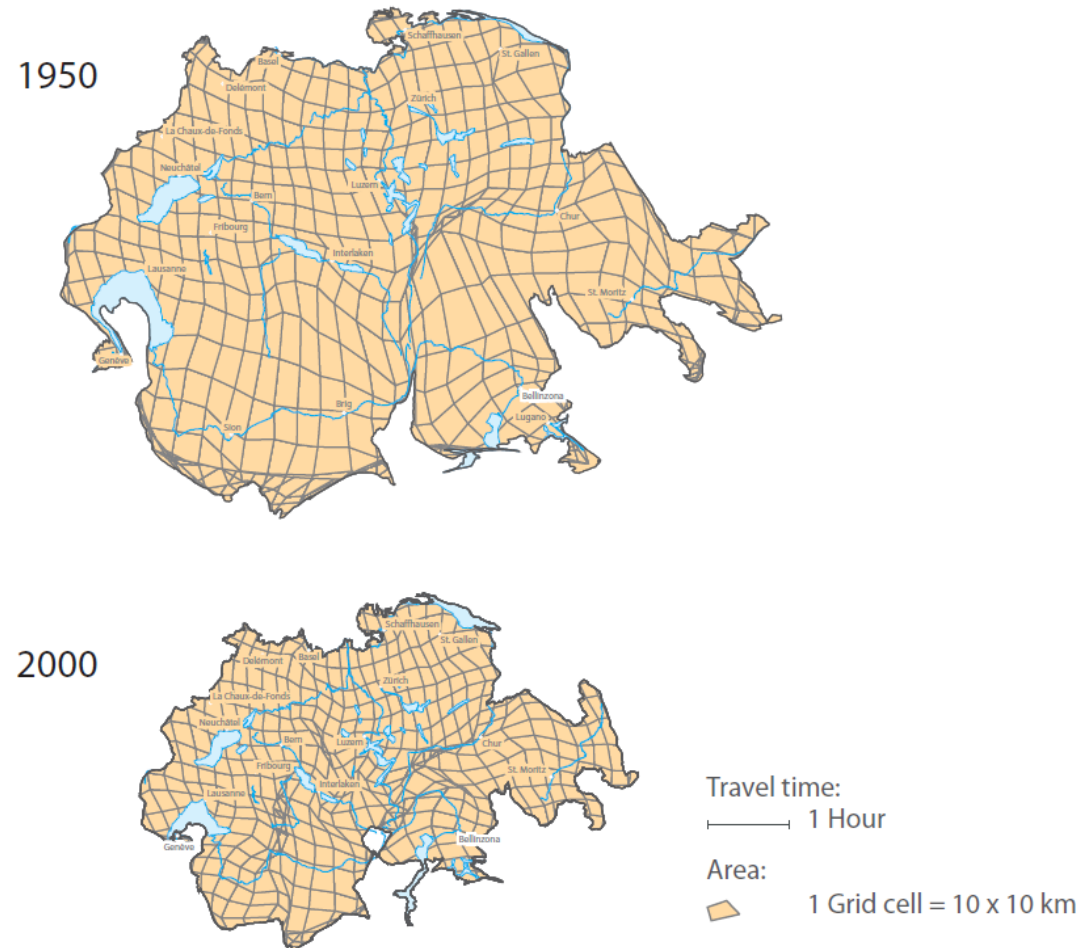 1950
Schaffhausen
St. Gallen
Basel
Delémont
Zürich
La Chaux-de-Fonds
Neuchâtel
Luzern
Bern
Chur
Fribourg
Interlaken
Lausanne
St. Moritz
Genève
Bellinzona
Brig
Lugano
Sion
2000
Schaffhausen
St. Gallen
Delémont
Basel
Zürich
La Chaux-de-Fonds
Neuchâtel
Bern
Luzern
Chur
Fribourg
St. Moritz
Interlaken
Lausanne
Bellinzona
Genève
Travel time:
1 Hour
Area:
1 Grid cell = 10 x 10 km